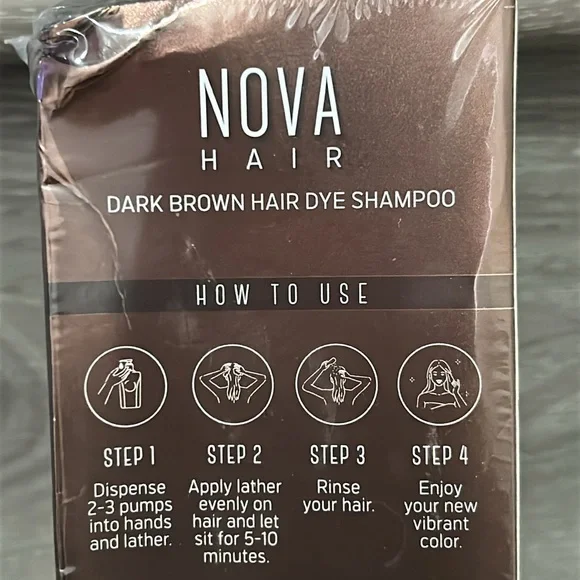 NOVA
HAIR
DARK BROWN HAIR DYE SHAMPOO
HOW TO USE
STEP 1
Dispense
2-3 pumps
into hands
and lather.
STEP 2
Apply lather
evenly on
hair and let
sit for 5-10
minutes.
STEP 3
Rinse
your hair.
STEP 4
Enjoy
your new
vibrant
color.